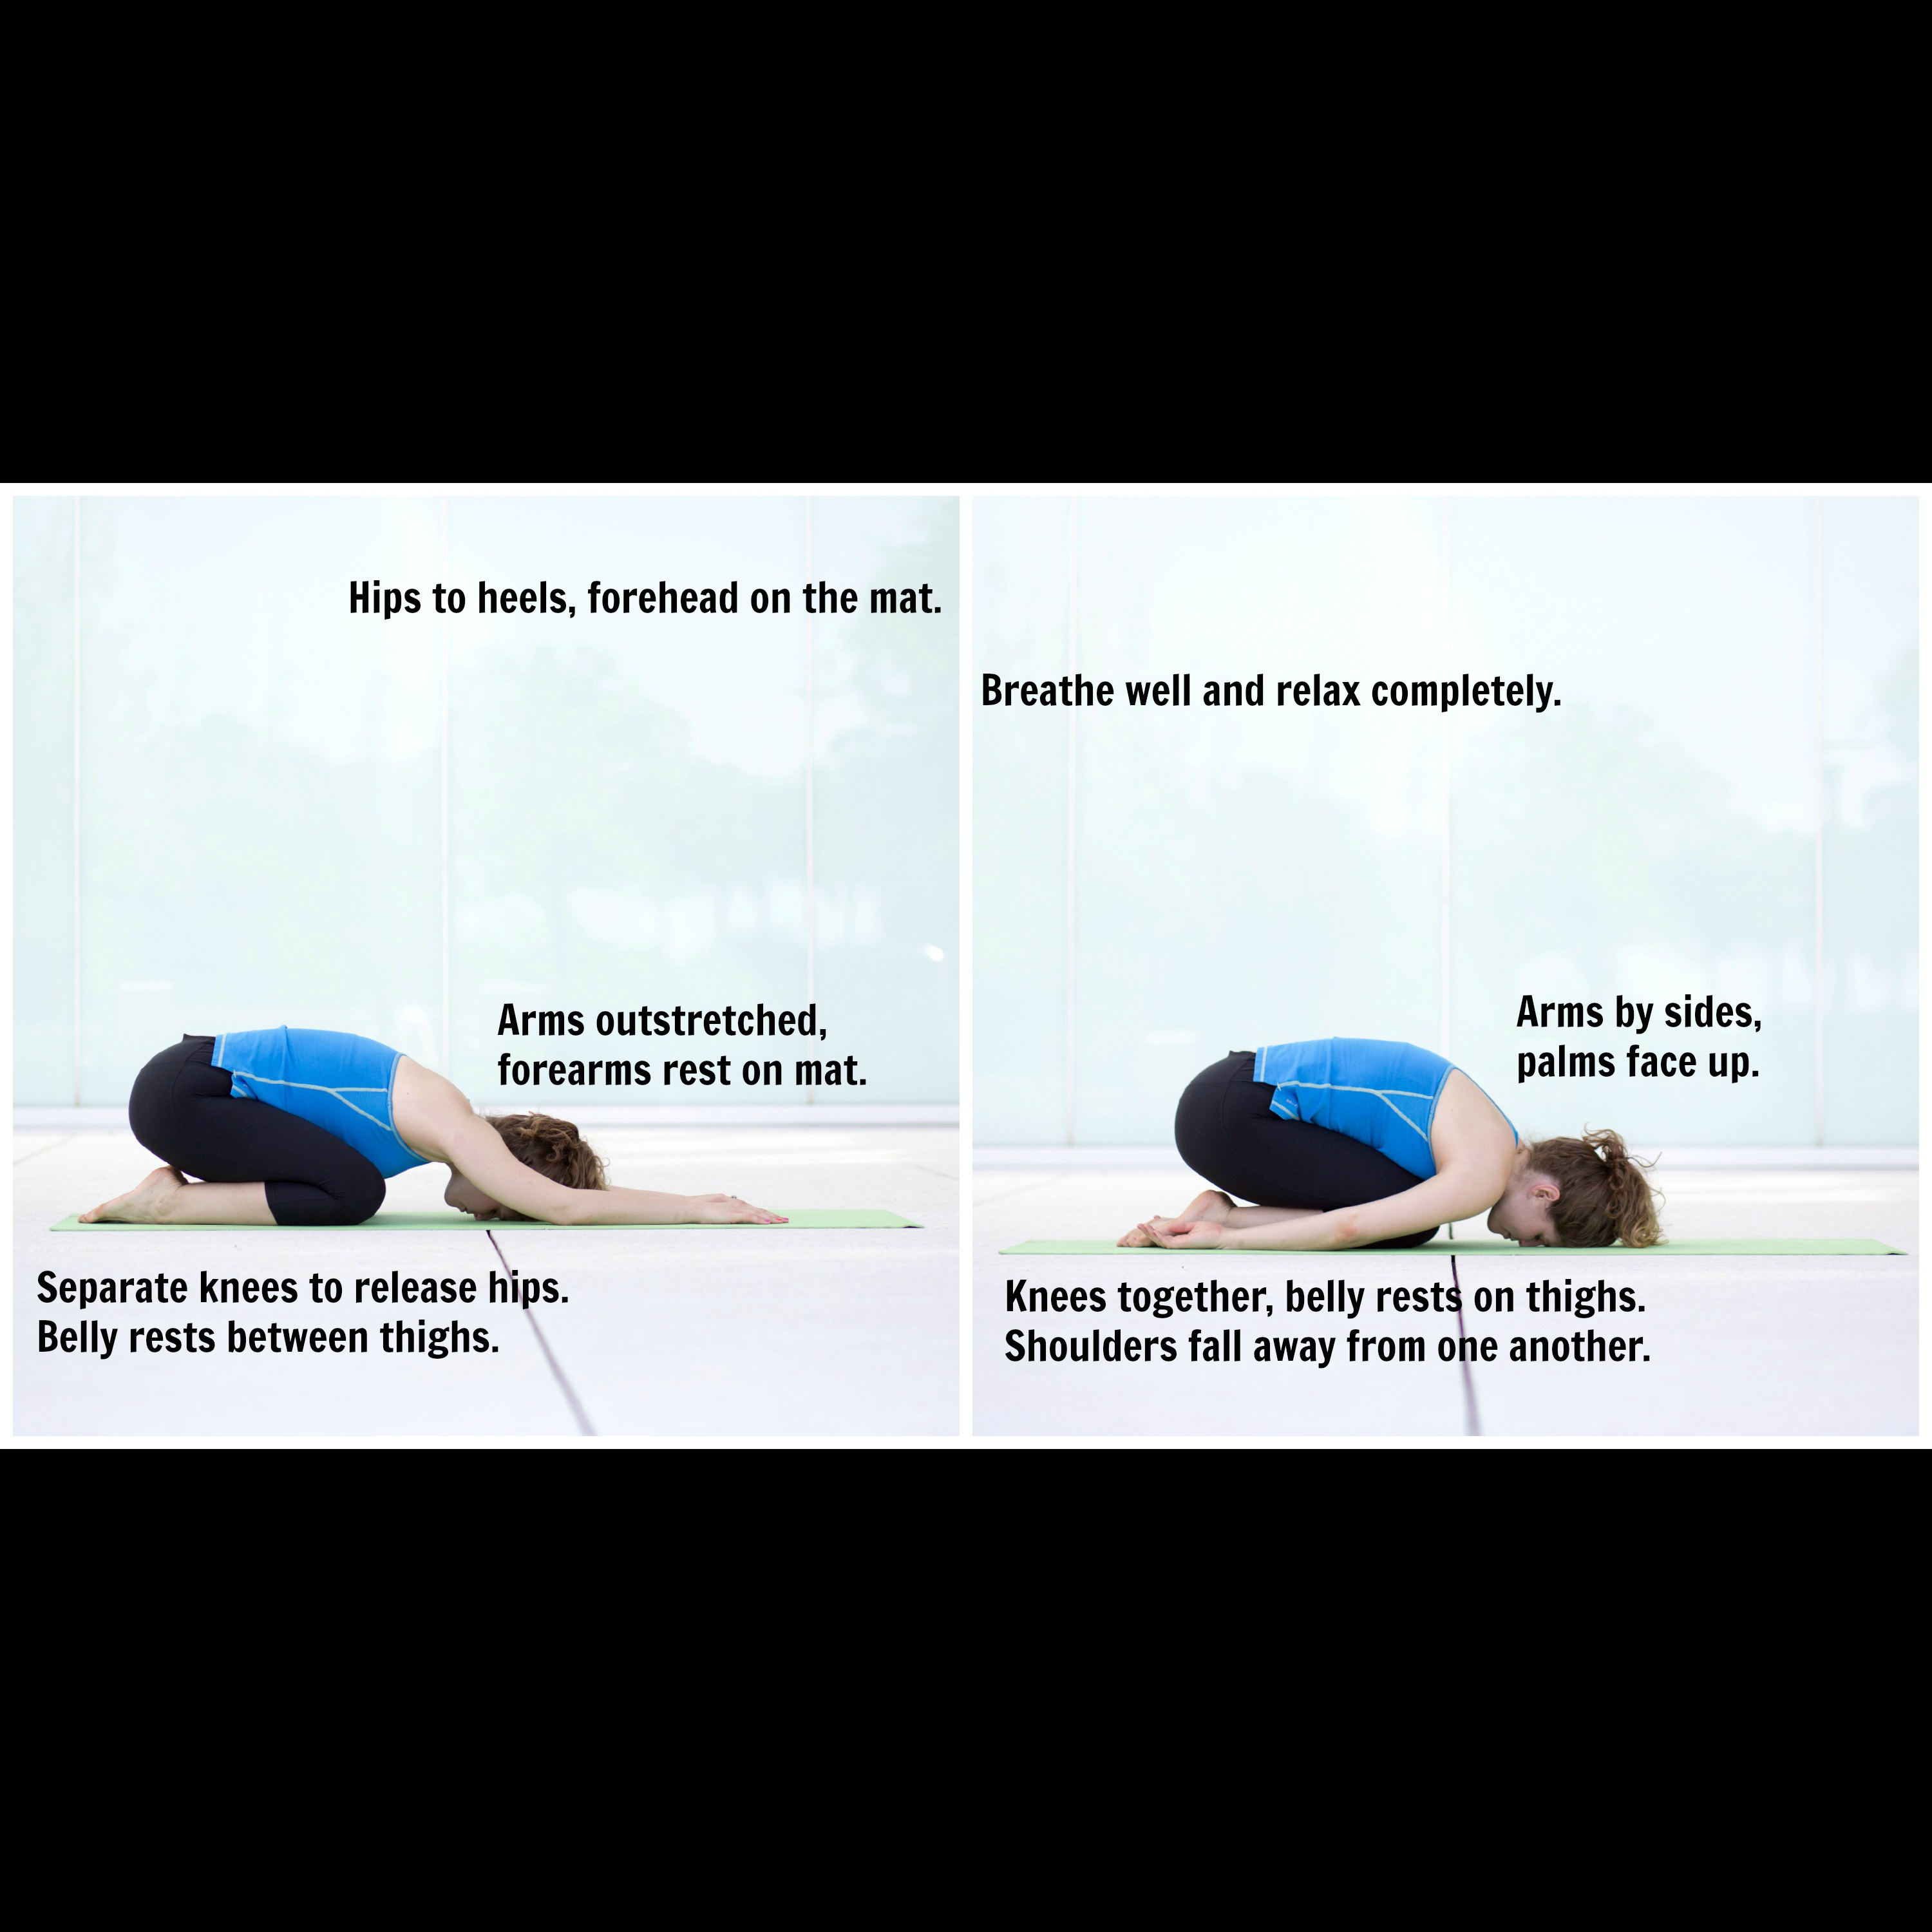 Hips to heels, forehead on the mat.
Arms outstretched,
forearms rest on mat.
Separate knees to release hips.
Belly rests between thighs.
Breathe well and relax completely.
Arms by sides,
palms face up.
Knees together, belly rests on thighs.
Shoulders fall away from one another.